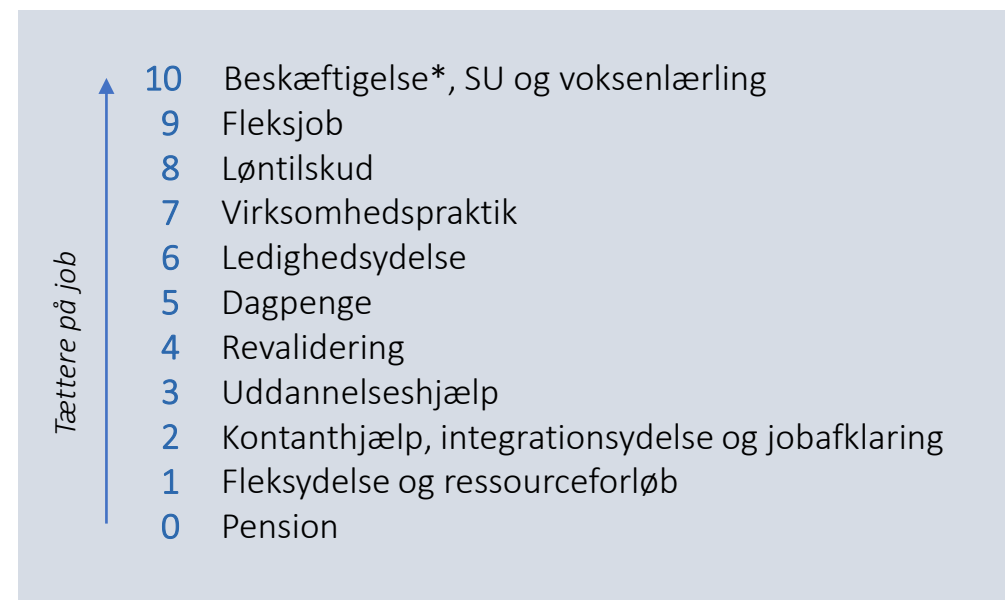 10 Beskæftigelse*, SU og voksenlærling
9 Fleksjob
8 Løntilskud
7 Virksomhedspraktik
6 Ledighedsydelse
5 Dagpenge
4 Revalidering
3 Uddannelseshjælp
2 Kontanthjælp, integrationsydelse og jobafklaring
1 Fleksydelse og ressourceforløb
0 Pension
Tættere på job